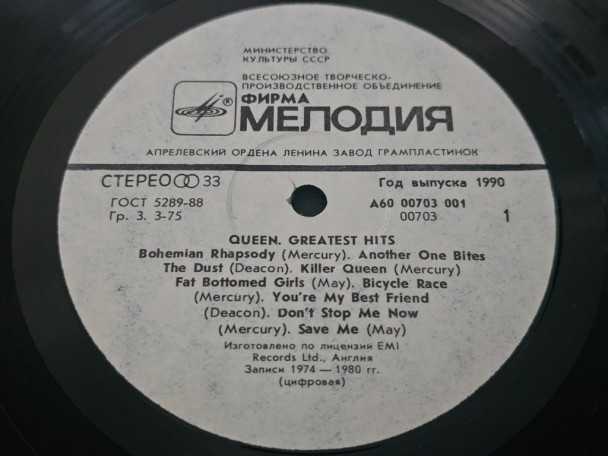 МИНИСТЕРСТВО
КУЛЬТУРЫ СССР
ВСЕСОЮЗНОЕ ТВОРЧЕСКО-
ПРОИЗВОДСТВЕННОЕ ОБЪЕДИНЕНИЕ
® ФИРМА
МЕЛОДИЯ
АПРЕЛЕВСКИЙ ОРДЕНА ЛЕНИНА ЗАВОД ГРАМПЛАСТИНОК
СТЕРЕО 33
Год выпуска 1990
ГОСТ 5289-88
А60 00703 001
Гр. 3. 3-75
00703
1
QUEEN. GREATEST HITS
Bohemian Rhapsody (Mercury). Another One Bites
The Dust (Deacon). Killer Queen (Mercury)
Fat Bottomed Girls (May). Bicycle Race
(Mercury). You're My Best Friend
(Deacon). Don't Stop Me Now
(Mercury). Save Me (May)
Изготовлено по лицензии EMI
Records Ltd., Англия
Записи 1974 — 1980 гг.
(цифровая)